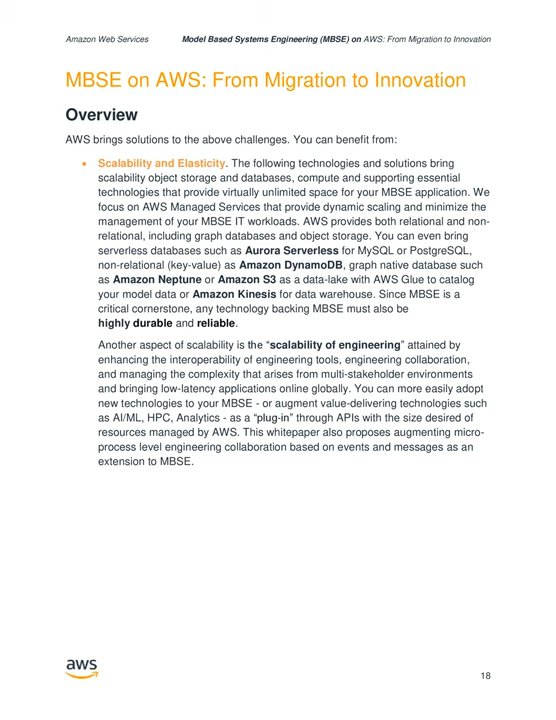 Amazon Web Services Model Based Systems Engineering (MBSE) on AWS: From Migration to Innovation
MBSE on AWS: From Migration to Innovation
Overview
AWS brings solutions to the above challenges. You can benefit from:
• Scalability and Elasticity. The following technologies and solutions bring
scalability object storage and databases, compute and supporting essential
technologies that provide virtually unlimited space for your MBSE application. We
focus on AWS Managed Services that provide dynamic scaling and minimize the
management of your MBSE IT workloads. AWS provides both relational and non-
relational, including graph databases and object storage. You can even bring
serverless databases such as Aurora Serverless for MySQL or PostgreSQL,
non-relational (key-value) as Amazon DynamoDB, graph native database such
as Amazon Neptune or Amazon S3 as a data-lake with AWS Glue to catalog
your model data or Amazon Kinesis for data warehouse. Since MBSE is a
critical cornerstone, any technology backing MBSE must also be
highly durable and reliable.
Another aspect of scalability is the “scalability of engineering” attained by
enhancing the interoperability of engineering tools, engineering collaboration,
and managing the complexity that arises from multi-stakeholder environments
and bringing low-latency applications online globally. You can more easily adopt
new technologies to your MBSE - or augment value-delivering technologies such
as AI/ML, HPC, Analytics - as a “plug-in” through APIs with the size desired of
resources managed by AWS. This whitepaper also proposes augmenting micro-
process level engineering collaboration based on events and messages as an
extension to MBSE.
aws
18